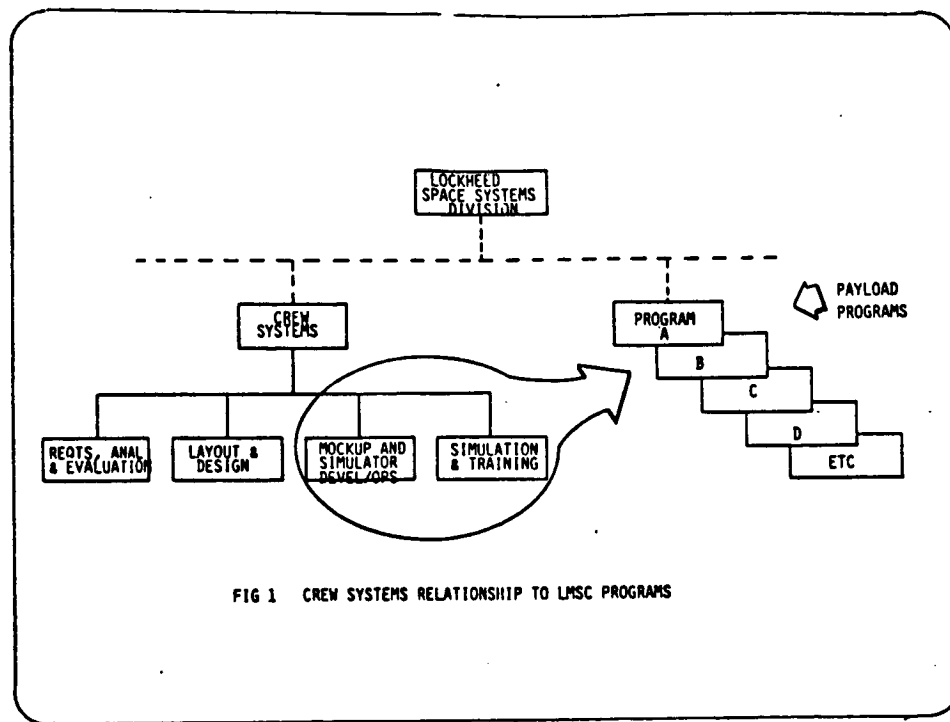 LOCKHEED
SPACE SYSTEMS
DIVISION
CREW
SYSTEMS
PROGRAM
A
PAYLOAD
PROGRAMS
B
C
D
ETC
REQTS, ANAL
& EVALUATION
LAYOUT &
DESIGN
MOCKUP AND
SIMULATOR
DEVEL/OPS
SIMULATION
& TRAINING
FIG 1 CREW SYSTEMS RELATIONSHIP TO LMSC PROGRAMS